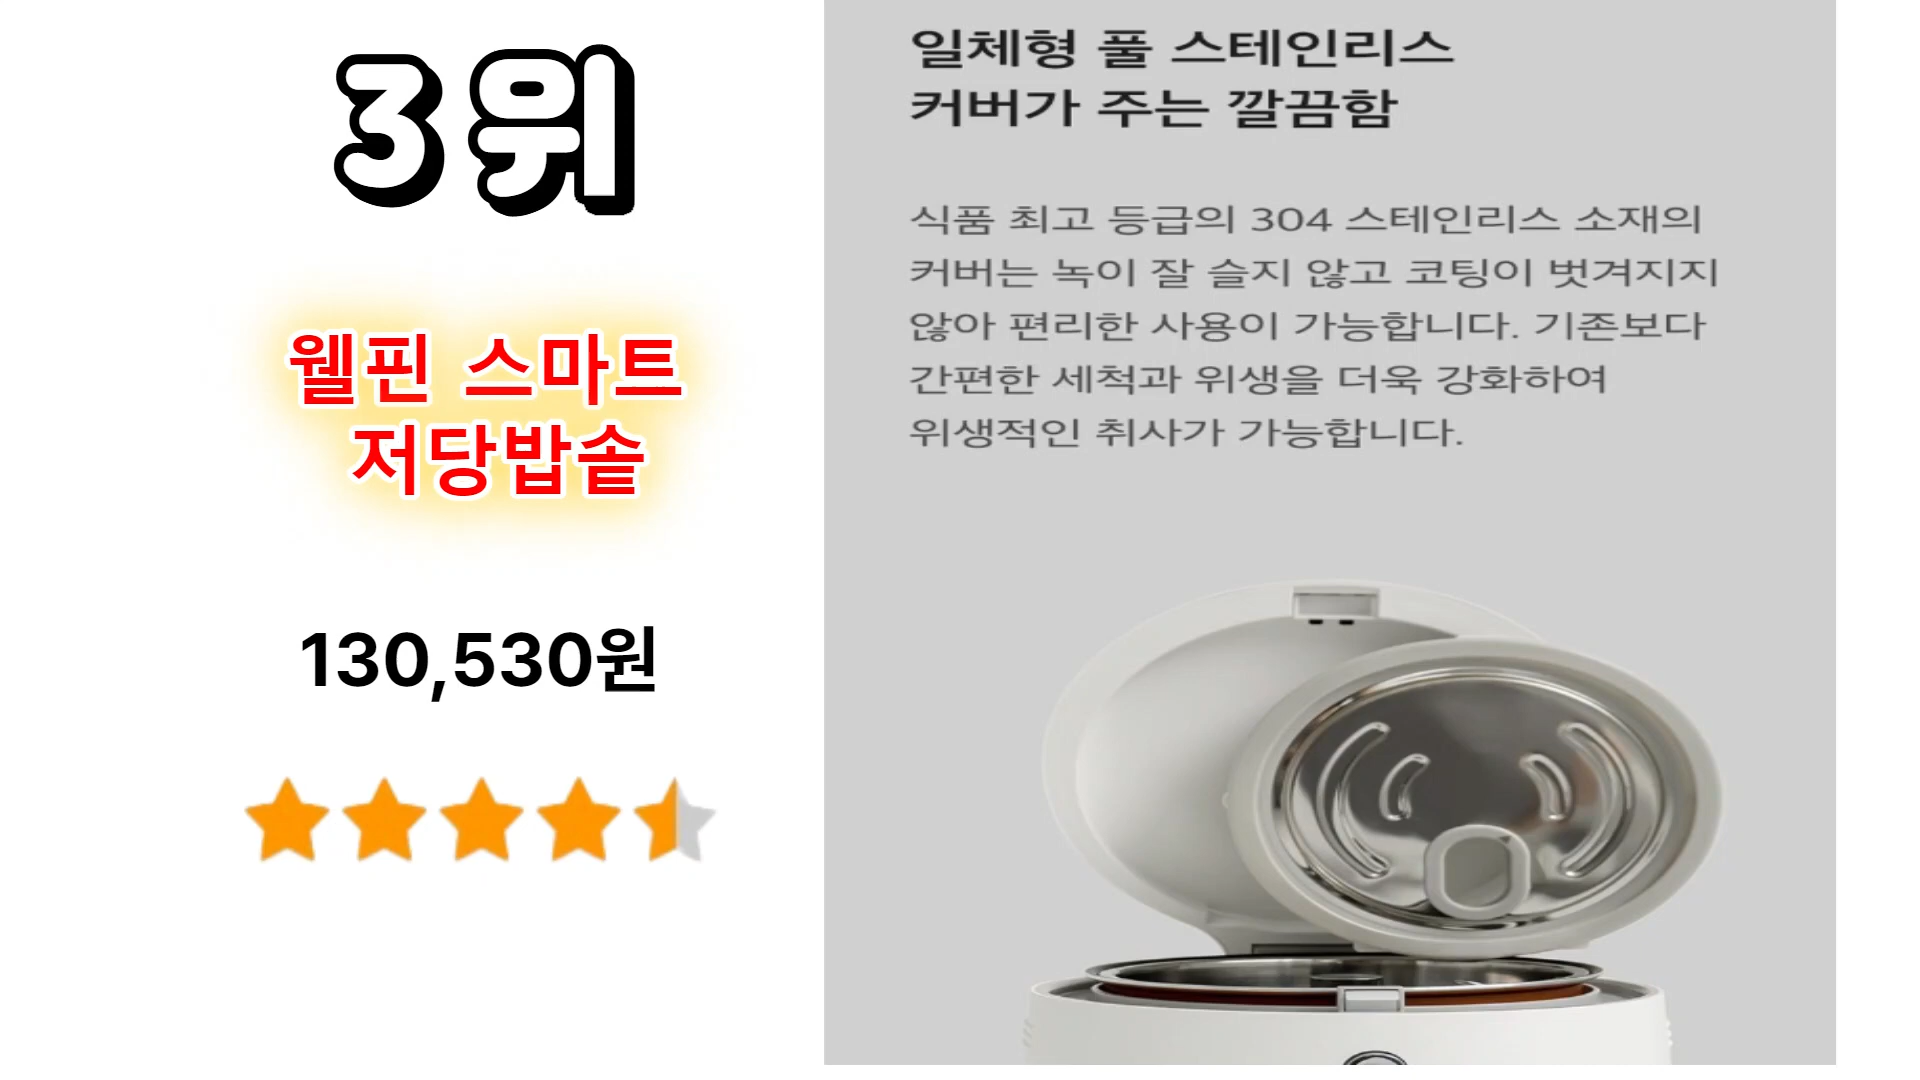 3위
웰핀 스마트
저당밥솥
130,530원
일체형 풀 스테인리스
커버가 주는 깔끔함
식품 최고 등급의 304 스테인리스 소재의
커버는 녹이 잘 슬지 않고 코팅이 벗겨지지
않아 편리한 사용이 가능합니다. 기존보다
간편한 세척과 위생을 더욱 강화하여
위생적인 취사가 가능합니다.